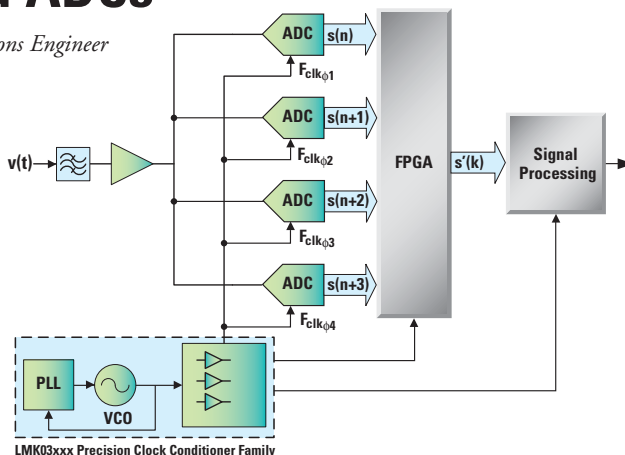 ons Engineer
ADC
s(n)
Fclkϕ1
ADC
s(n+1)
Fclkϕ2
v(t)
FPGA
s'(k)
Signal
Processing
ADC
s(n+2)
Fclkϕ3
ADC
s(n+3)
Fclkϕ4
PLL
VCO
LMK03xxx Precision Clock Conditioner Family